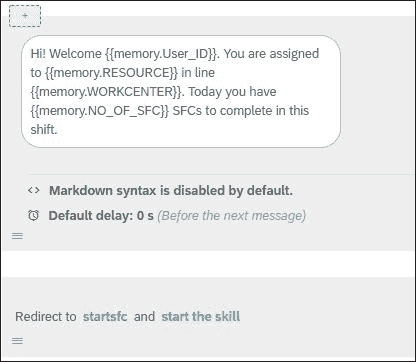 +
Hi! Welcome {{memory.User_ID}}. You are assigned
to {{memory.RESOURCE}} in line
{{memory.WORKCENTER}}. Today you have
{{memory.NO_OF_SFC}} SFCs to complete in this
shift.
<> Markdown syntax is disabled by default.
Default delay: 0 s (Before the next message)
Redirect to startsfc and start the skill